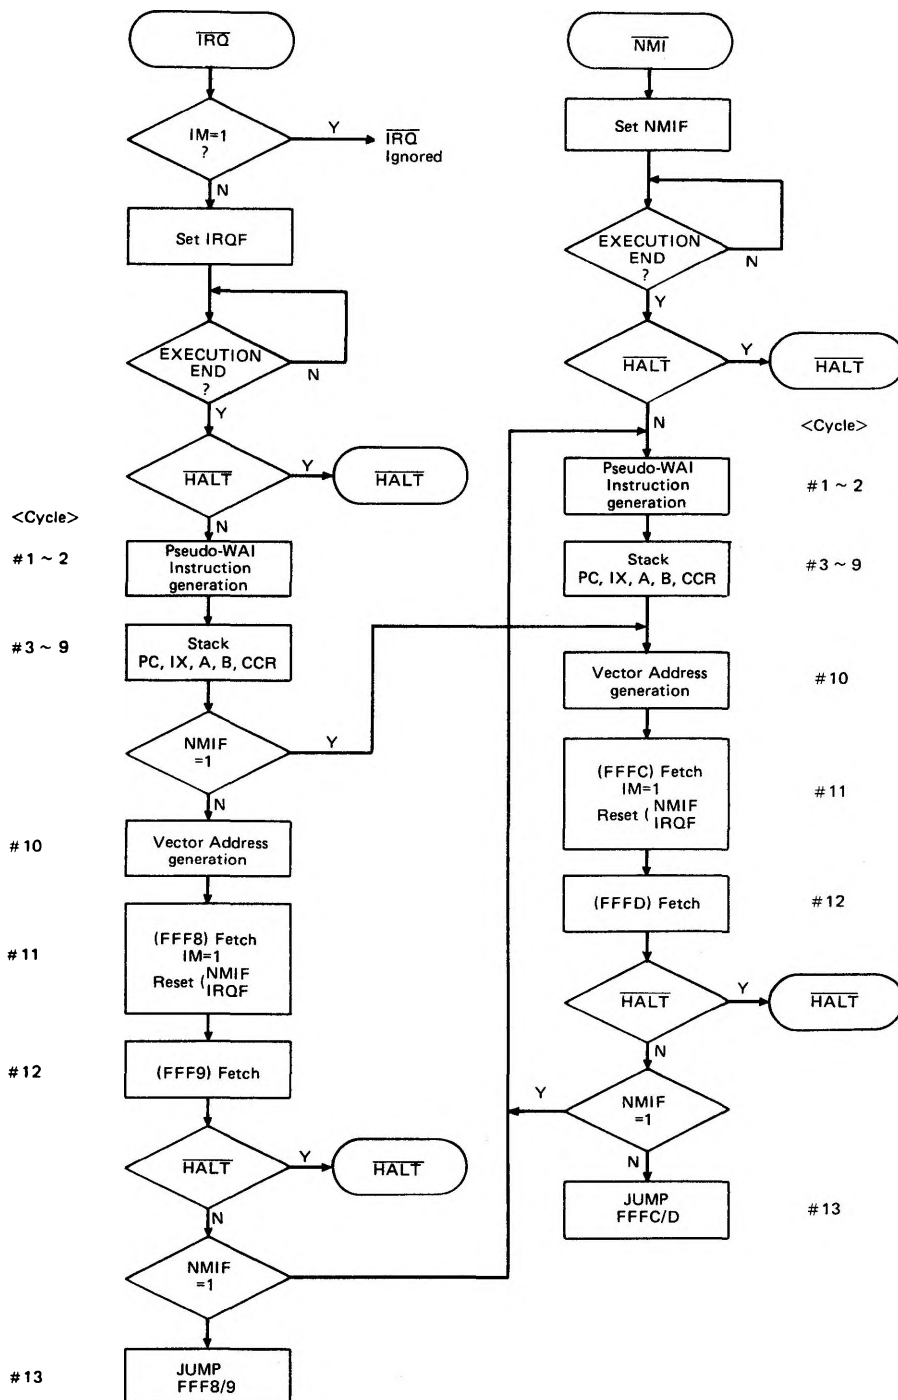 IRQ
IM=1
?
Y
IRQ
Ignored
N
Set IRQF
EXECUTION
END
?
N
Y
HALT
Y
HALT
N
<Cycle>
#1 ~ 2
Pseudo-WAI
Instruction
generation
#3 ~ 9
Stack
PC, IX, A, B, CCR
NMIF
=1
Y
N
#10
Vector Address
generation
#11
(FFF8) Fetch
IM=1
Reset (NMIF
IRQF
#12
(FFF9) Fetch
HALT
Y
HALT
N
NMIF
=1
#13
JUMP
FFF8/9
NMI
Set NMIF
EXECUTION
END
?
N
Y
HALT
Y
HALT
N
<Cycle>
Pseudo-WAI
Instruction
generation
#1 ~ 2
Stack
PC, IX, A, B, CCR
#3 ~ 9
Vector Address
generation
#10
(FFFC) Fetch
IM=1
Reset (NMIF
IRQF
#11
(FFFD) Fetch
#12
HALT
Y
HALT
N
Y
NMIF
=1
N
JUMP
FFFC/D
#13